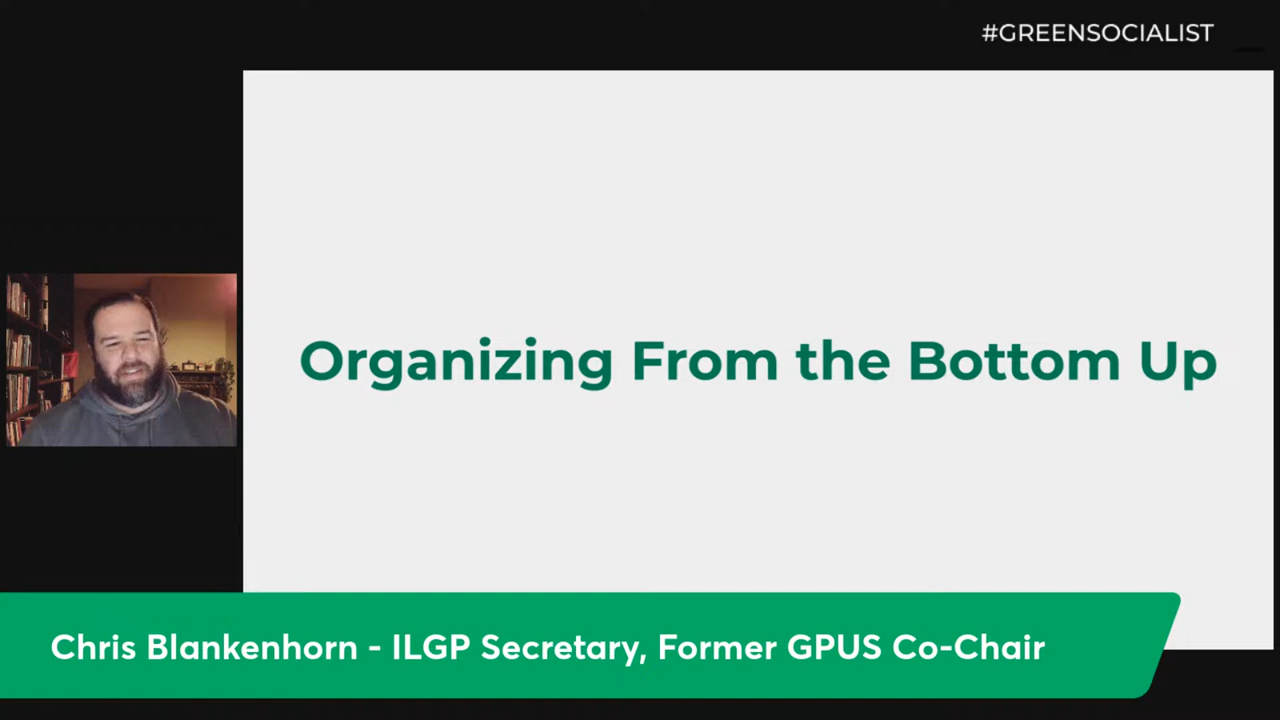 #GREENSOCIALIST
Organizing From the Bottom Up
Chris Blankenhorn - ILGP Secretary, Former GPUS Co-Chair